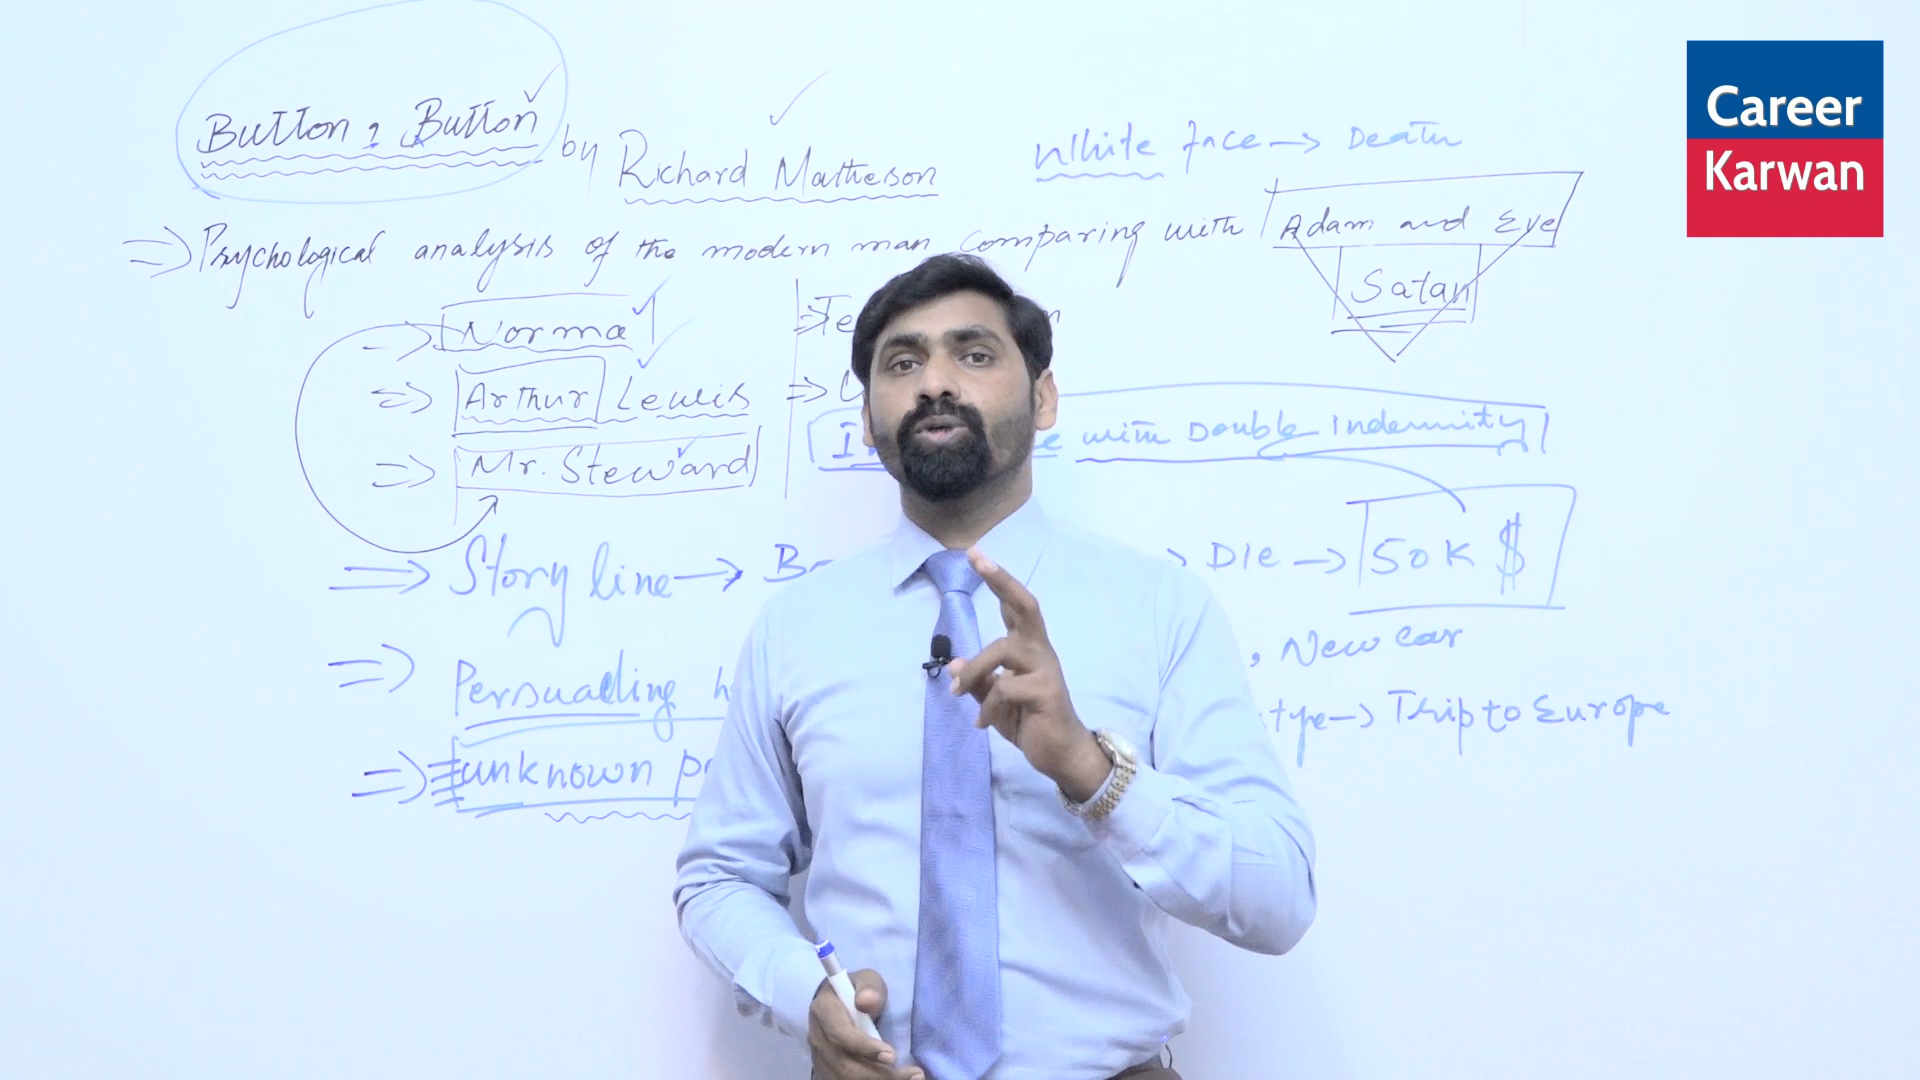 Career
Karwan
Button, Button by Richard Matheson
White face → Death
⇒ Psychological analysis of the modern man comparing with Adam and Eve
Satan
⇒ Norma
⇒ Arthur Lewis
⇒ Mr. Steward
with Double Indemnity
⇒ Story line →
Die → 50K $
, New car
⇒ Persuading
type → Trip to Europe
⇒ unknown